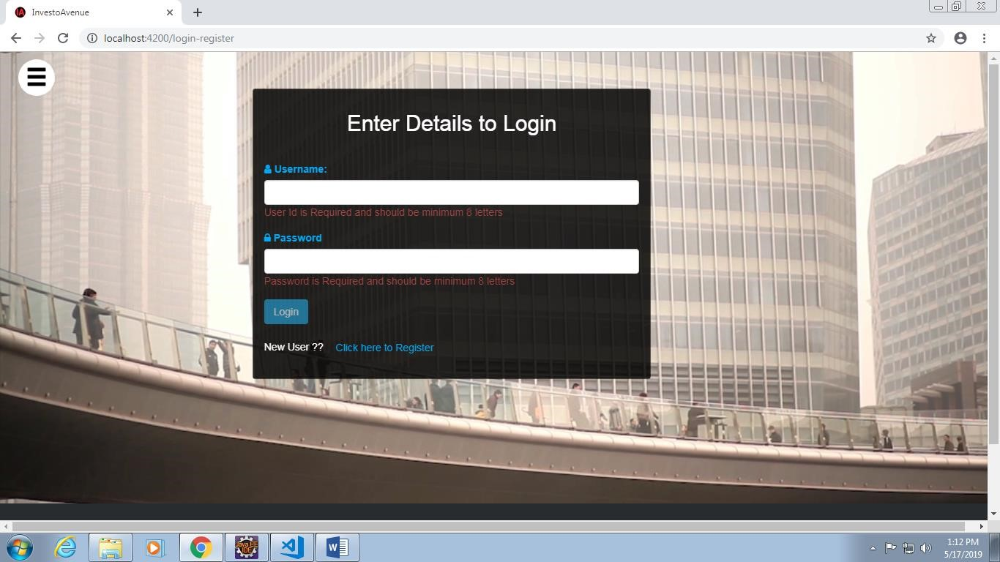 IA InvestoAvenue
localhost:4200/login-register
Enter Details to Login
Username:
User Id is Required and should be minimum 8 letters
Password
Password is Required and should be minimum 8 letters
Login
New User ?? Click here to Register
Java EE
IDE
W
1:12 PM
5/17/2019